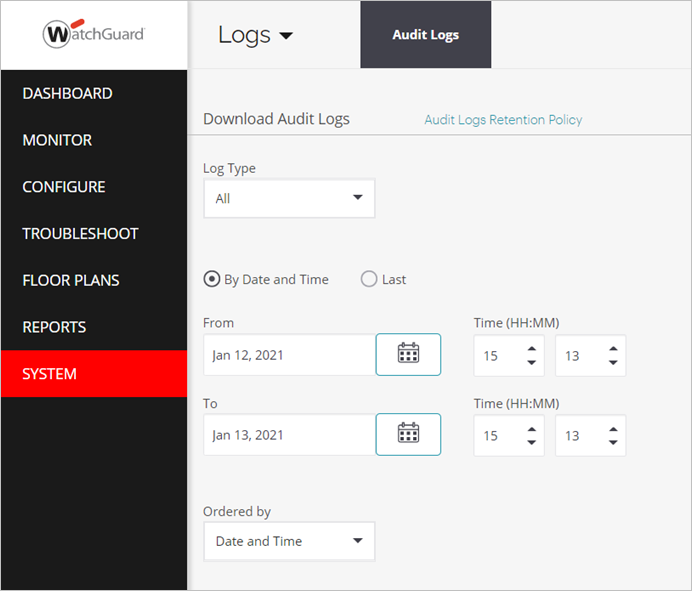 WatchGuard
Logs
Audit Logs
DASHBOARD
MONITOR
CONFIGURE
TROUBLESHOOT
FLOOR PLANS
REPORTS
SYSTEM
Download Audit Logs
Audit Logs Retention Policy
Log Type
All
By Date and Time
Last
From
Time (HH:MM)
Jan 12, 2021
15
13
To
Time (HH:MM)
Jan 13, 2021
15
13
Ordered by
Date and Time